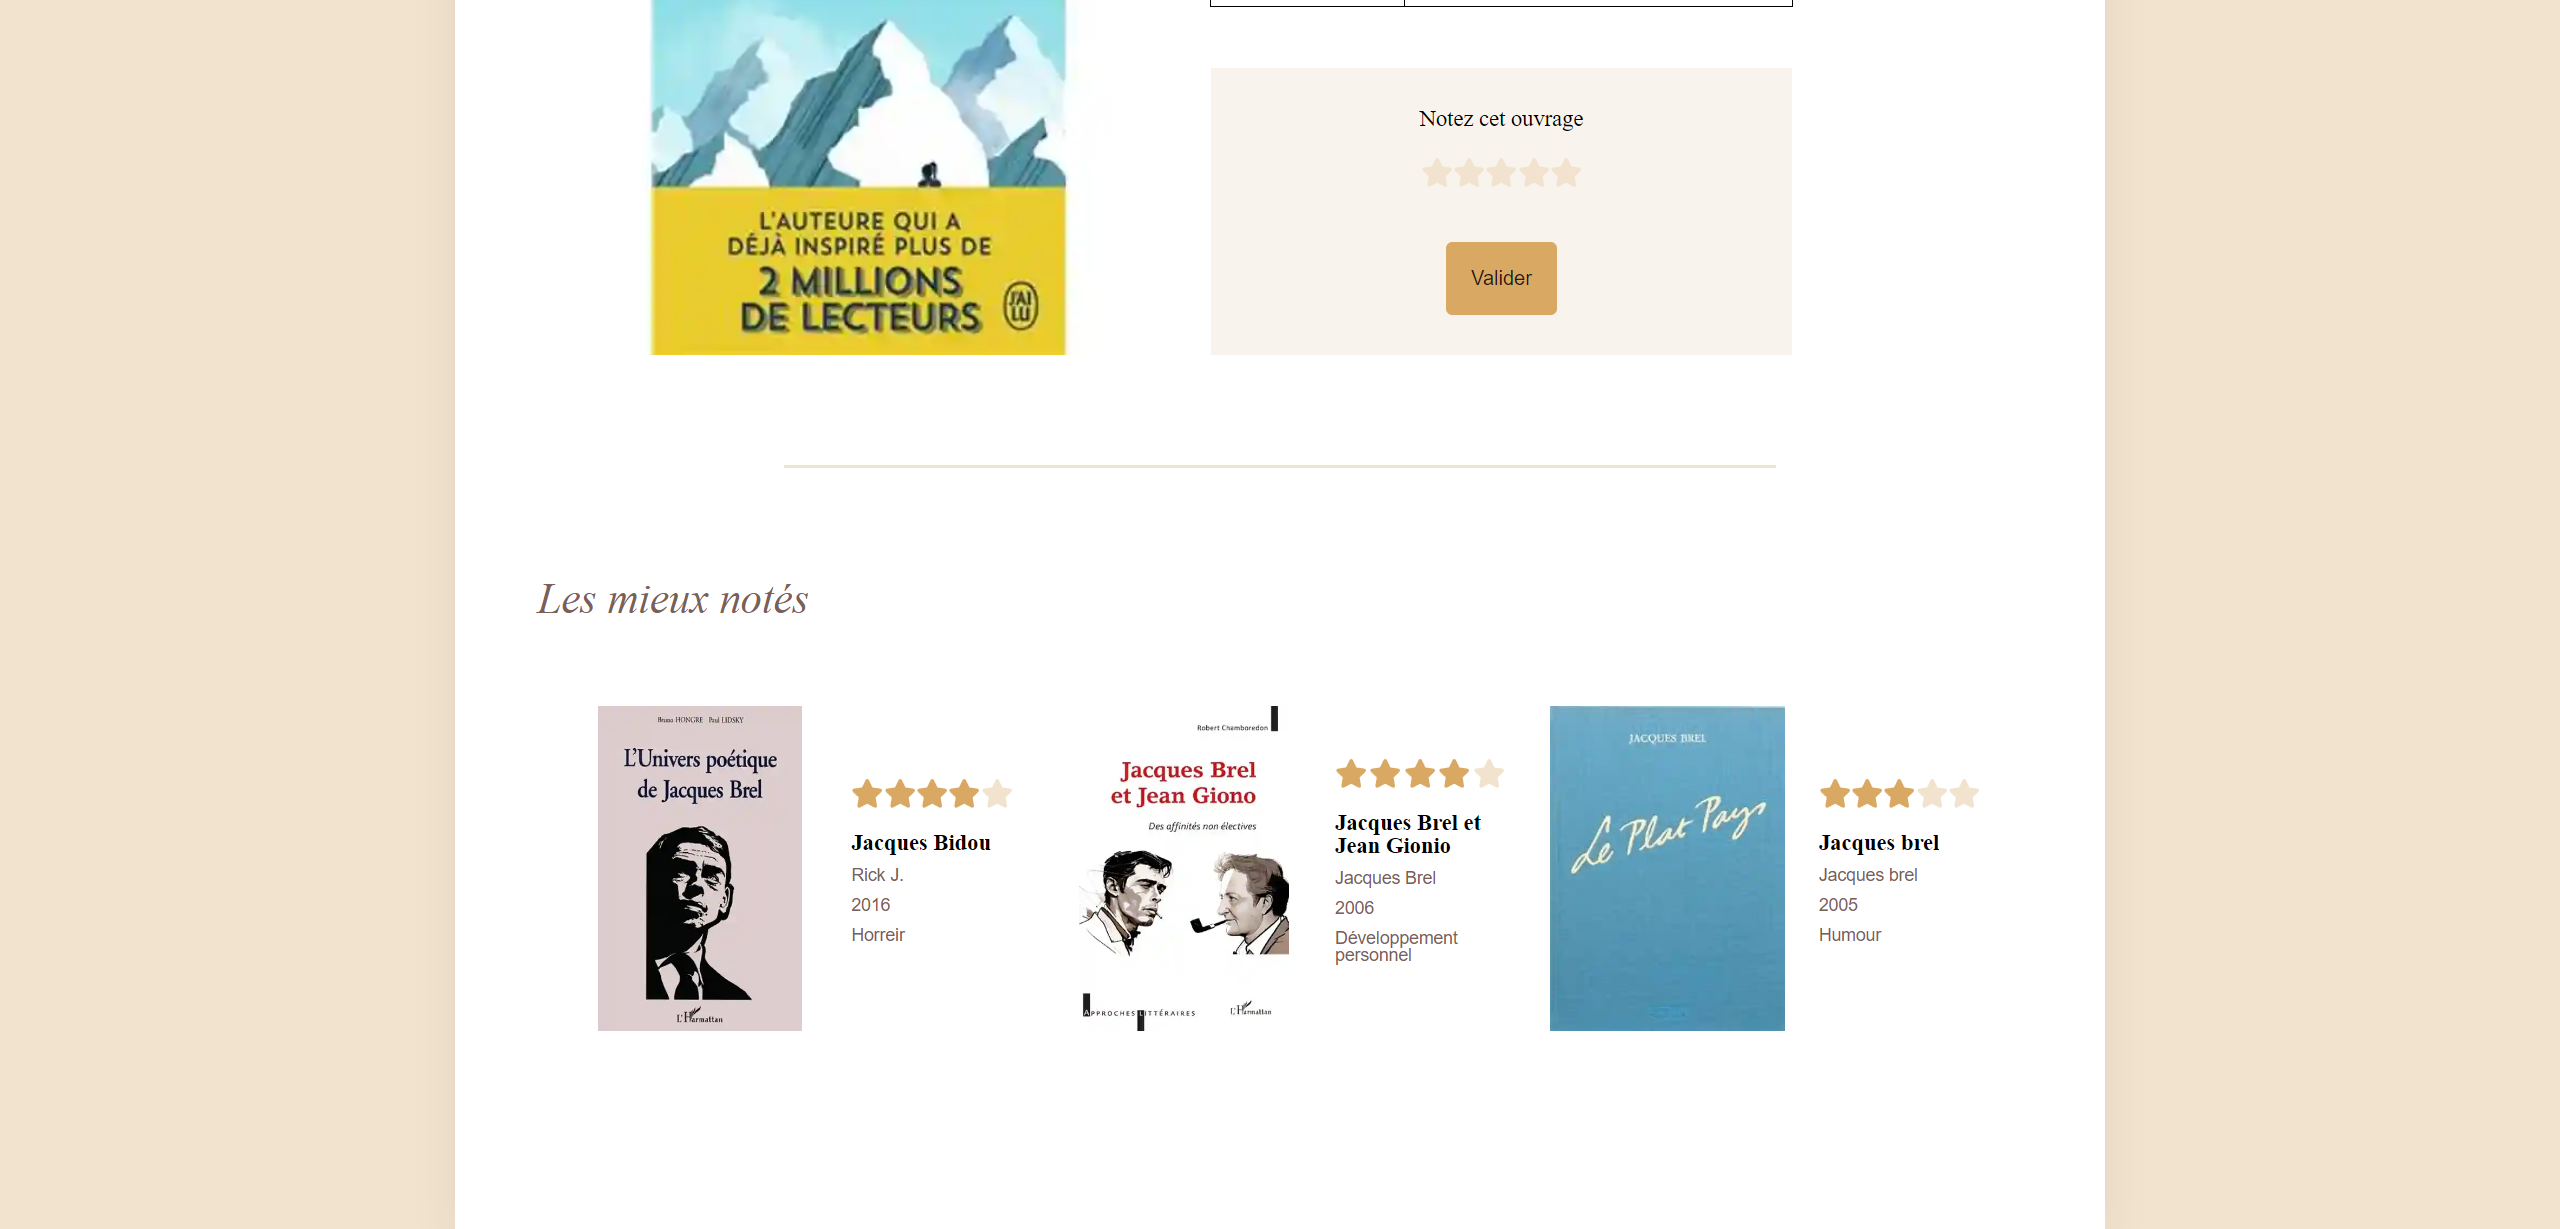 L'AUTEURE QUI A
DÉJÀ INSPIRÉ PLUS DE
2 MILLIONS
DE LECTEURS
J'AI
LU
Notez cet ouvrage
Valider
Les mieux notés
Bruno HONGRE Paul LIDSKY
L'Univers poétique
de Jacques Brel
L'Harmattan
Jacques Bidou
Rick J.
2016
Horreir
Robert Chamboredon
Jacques Brel
et Jean Giono
Des affinités non électives
APPROCHES LITTÉRAIRES
L'Harmattan
Jacques Brel et
Jean Gionio
Jacques Brel
2006
Développement
personnel
JACQUES BREL
Le Plat Pays
Jacques brel
Jacques brel
2005
Humour